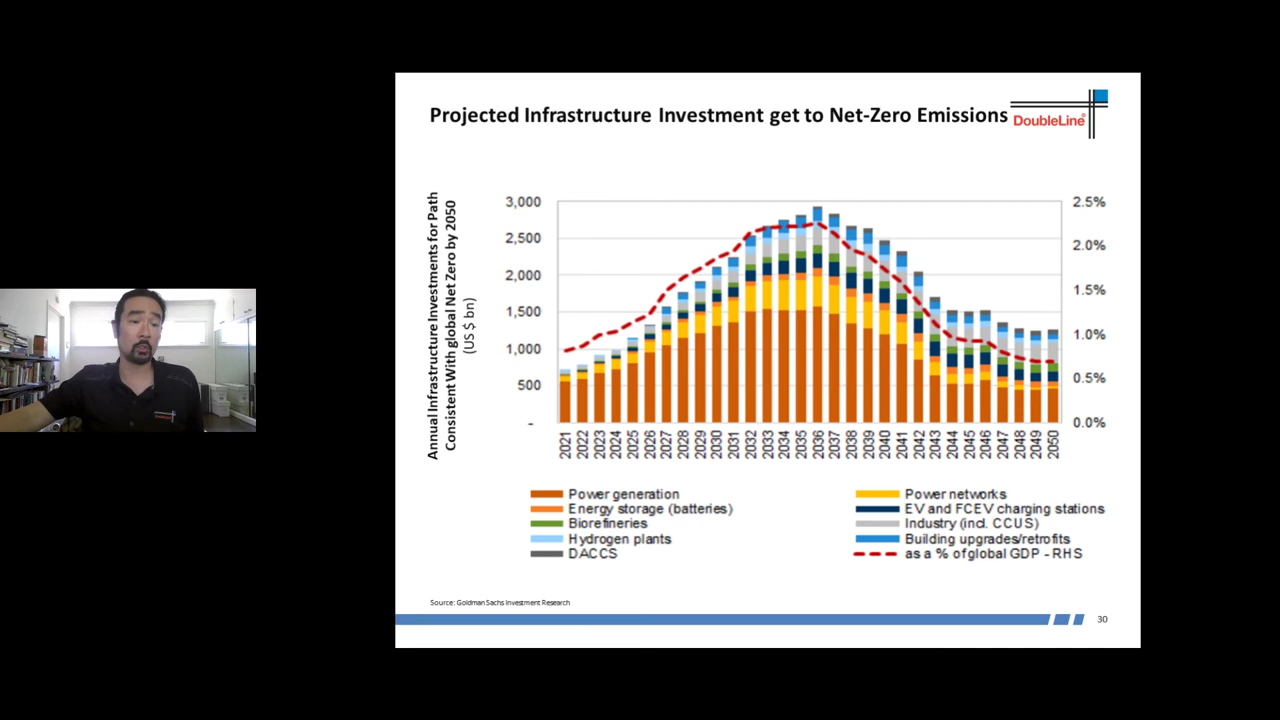 Projected Infrastructure Investment get to Net-Zero Emissions
DoubleLine®
Annual Infrastructure Investments for Path
Consistent With global Net Zero by 2050
(US $ bn)
3,000
2,500
2,000
1,500
1,000
500
-
2.5%
2.0%
1.5%
1.0%
0.5%
0.0%
2021
2022
2023
2024
2025
2026
2027
2028
2029
2030
2031
2032
2033
2034
2035
2036
2037
2038
2039
2040
2041
2042
2043
2044
2045
2046
2047
2048
2049
2050
Power generation
Power networks
Energy storage (batteries)
EV and FCEV charging stations
Biorefineries
Industry (incl. CCUS)
Hydrogen plants
Building upgrades/retrofits
DACCS
as a % of global GDP - RHS
Source: Goldman Sachs Investment Research
30
DoubleLine